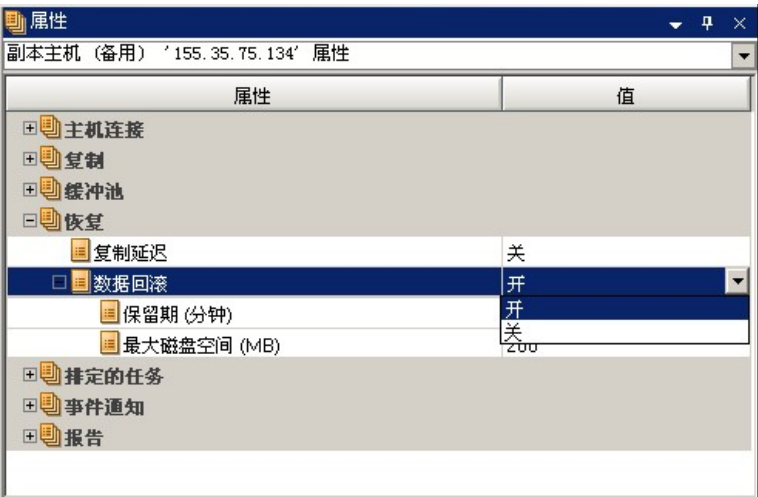 属性
副本主机 (备用) '155.35.75.134' 属性
属性 值
主机连接
复制
缓冲池
恢复
复制延迟 关
数据回滚 开
保留期 (分钟) 开
关
最大磁盘空间 (MB) 200
排定的任务
事件通知
报告